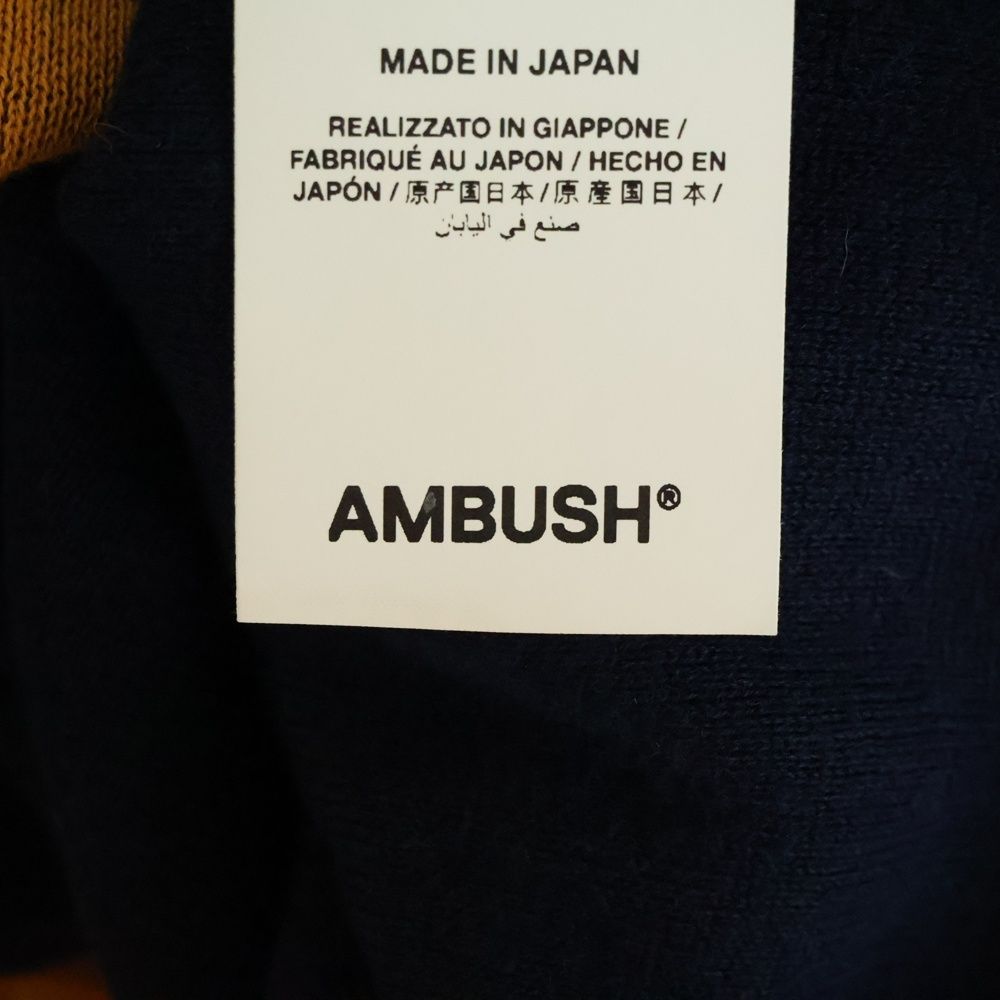 MADE IN JAPAN
REALIZZATO IN GIAPPONE /
FABRIQUÉ AU JAPON / HECHO EN
JAPÓN / 原产国日本 / 原產国日本 /
صنع في اليابان
AMBUSH®